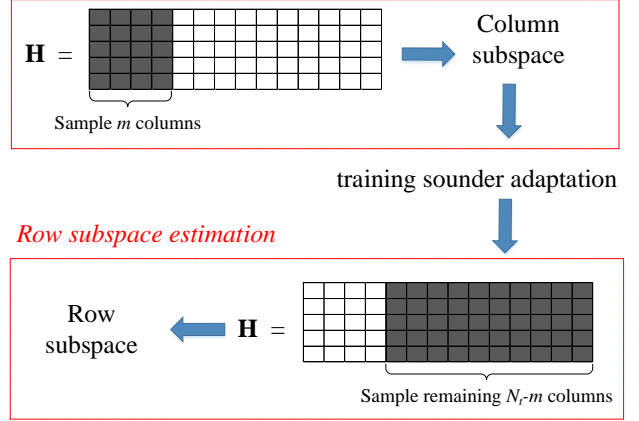 H =
Column
subspace
Sample m columns
training sounder adaptation
Row subspace estimation
Row
subspace
H =
Sample remaining Nt-m columns